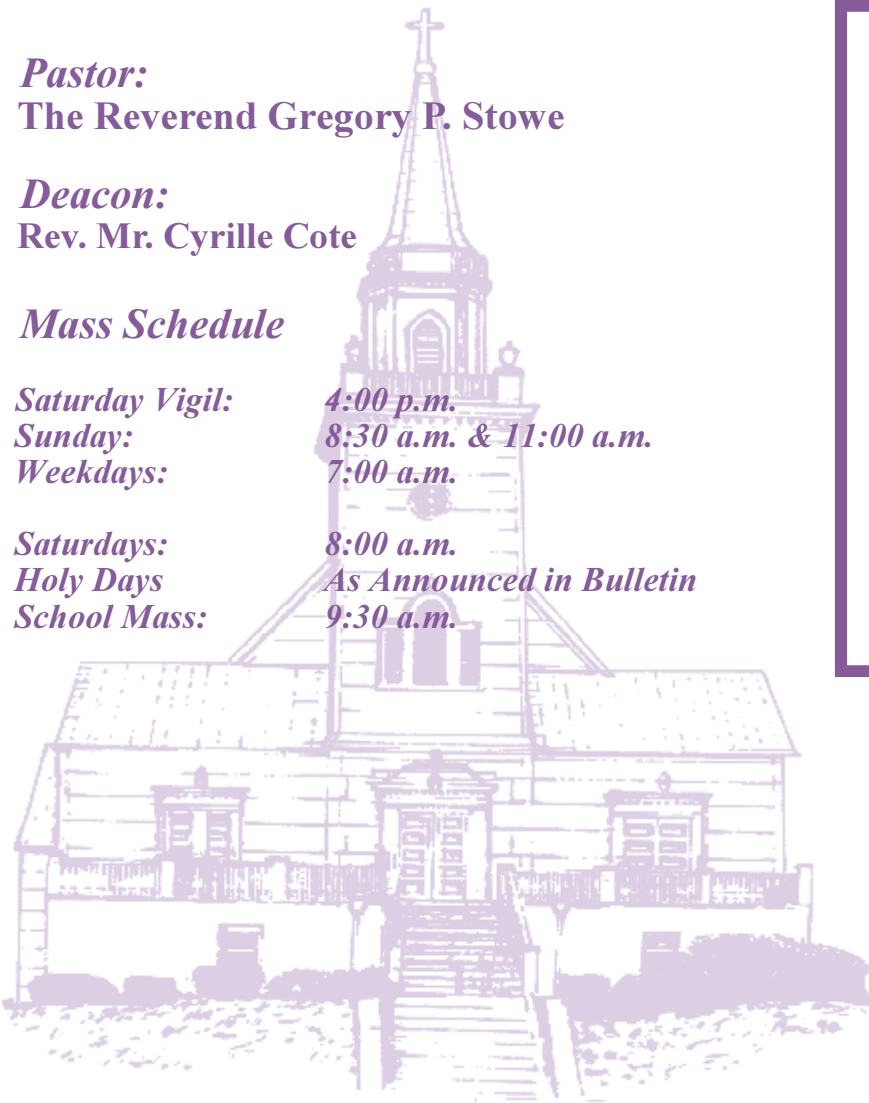 Pastor:
The Reverend Gregory P. Stowe
Deacon:
Rev. Mr. Cyrille Cote
Mass Schedule
Saturday Vigil: 4:00 p.m.
Sunday: 8:30 a.m. & 11:00 a.m.
Weekdays: 7:00 a.m.
Saturdays: 8:00 a.m.
Holy Days As Announced in Bulletin
School Mass: 9:30 a.m.